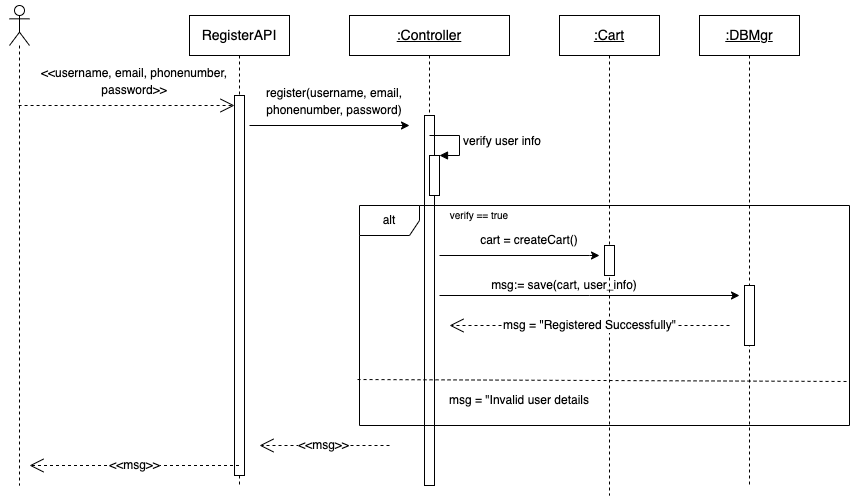 RegisterAPI
:Controller
:Cart
:DBMgr
<<username, email, phonenumber,
password>>
register(username, email,
phonenumber, password)
verify user info
alt
verify == true
cart = createCart()
msg:= save(cart, user_info)
msg = "Registered Successfully"
msg = "Invalid user details
<<msg>>
<<msg>>